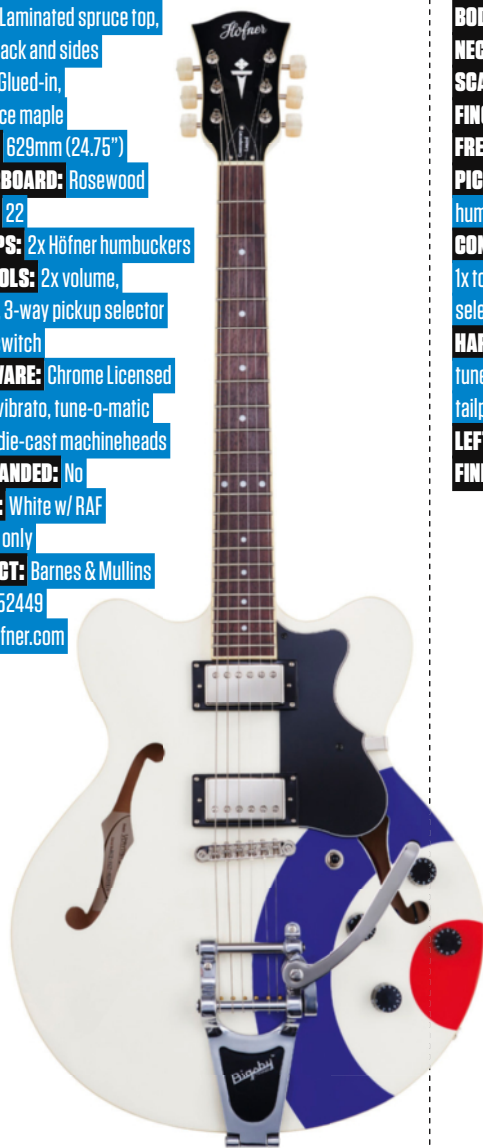 Laminated spruce top,
ack and sides
Glued-in,
ce maple
629mm (24.75”)
BOARD: Rosewood
22
PS: 2x Höfner humbuckers
OLS: 2x volume,
3-way pickup selector
witch
WARE: Chrome Licensed
vibrato, tune-o-matic
die-cast machineheads
ANDED: No
: White w/ RAF
only
CT: Barnes & Mullins
52449
fner.com
Höfner
Bigsby
BOD
NEC
SCA
FING
FRE
PIC
hum
CON
1x to
sele
HAR
tune
tailp
LEF
FINI